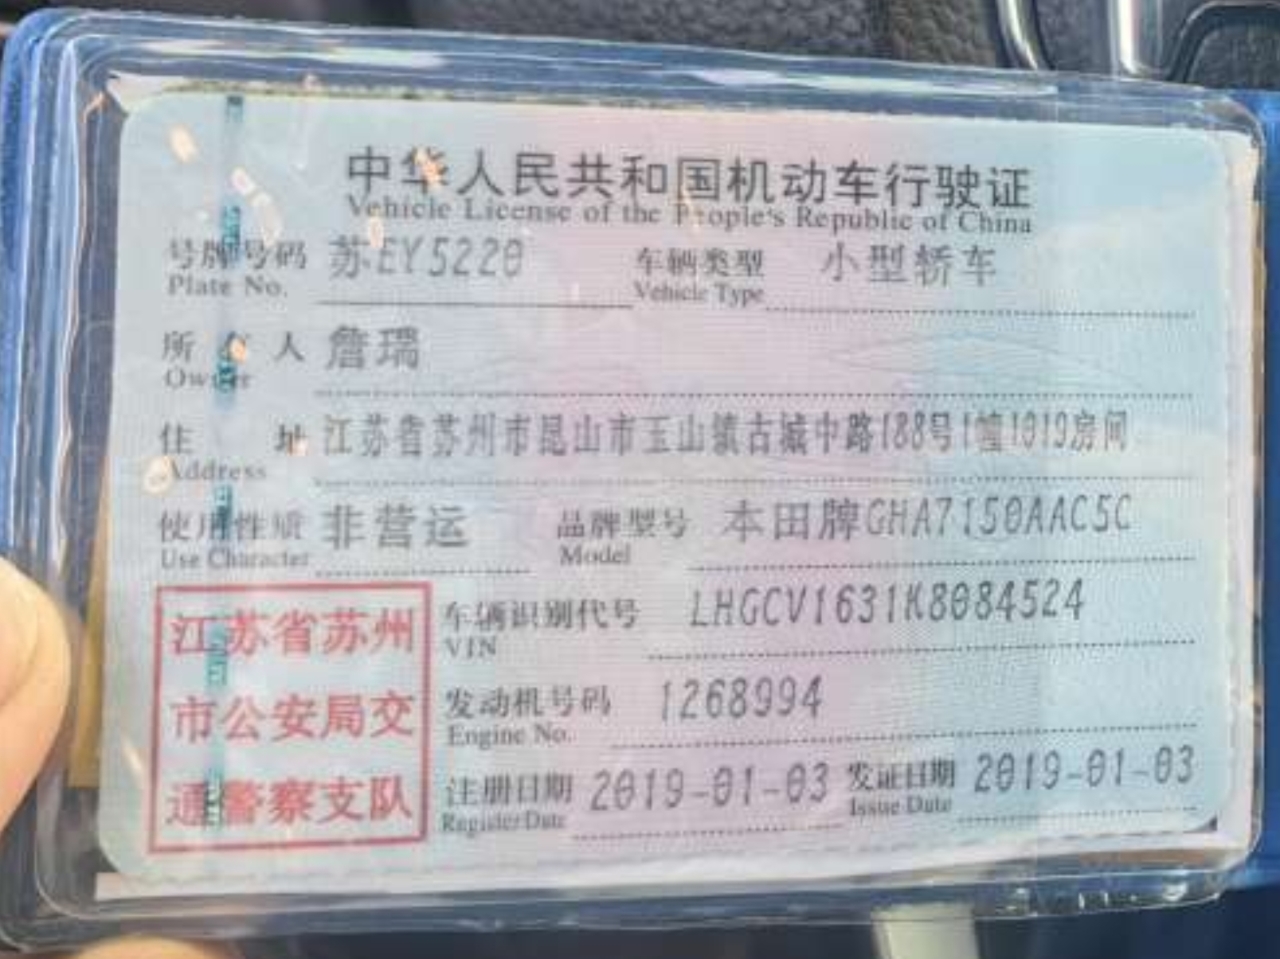 中华人民共和国机动车行驶证
Vehicle License of the People's Republic of China
号牌号码 苏EY5220 车辆类型 小型轿车
Plate No. Vehicle Type
所有人 詹瑞
Owner
住址 江苏省苏州市昆山市玉山镇古城中路188号1幢1019房间
Address
使用性质 非营运 品牌型号 本田牌GHA7150AAC5C
Use Character Model
江苏省苏州
市公安局交
通警察支队
车辆识别代号 LHGCV1631K8084524
VIN
发动机号码 1268994
Engine No.
注册日期 2019-01-03 发证日期 2019-01-03
Register Date Issue Date